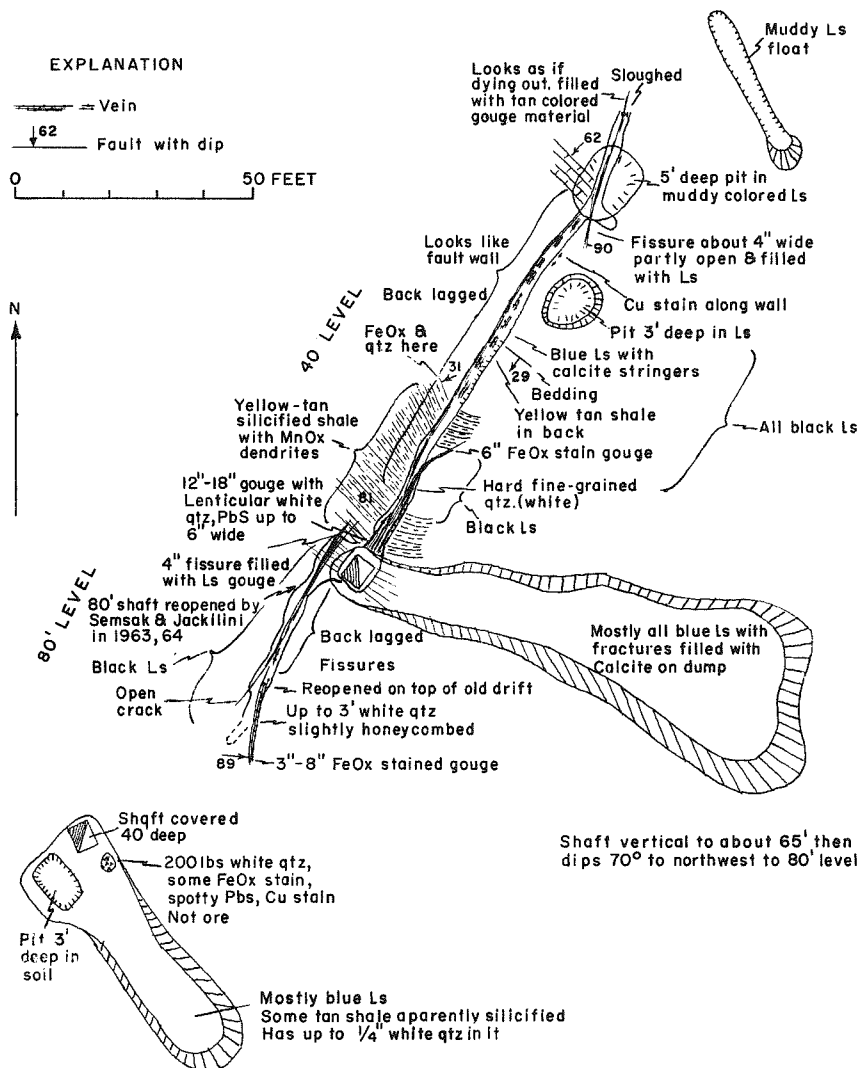 EXPLANATION
Vein
62
Fault with dip
0
50 FEET
N
Muddy Ls
float
Looks as if
dying out, filled
with tan colored
gouge material
Sloughed
62
5' deep pit in
muddy colored Ls
90
Fissure about 4" wide
partly open & filled
with Ls
Looks like
fault wall
Back lagged
40 LEVEL
Cu stain along wall
Pit 3' deep in Ls
FeOx &
qtz here
31
Blue Ls with
calcite stringers
29
Bedding
Yellow tan shale
in back
All black Ls
Yellow-tan
silicified shale
with MnOx
dendrites
6" FeOx stain gouge
81
Hard fine-grained
qtz.(white)
Black Ls
12"-18" gouge with
Lenticular white
qtz, PbS up to
6" wide
4" fissure filled
with Ls gouge
80' shaft reopened by
Semsak & Jackilini
in 1963, 64
80' LEVEL
Black Ls
Back lagged
Fissures
Open
crack
Reopened on top of old drift
Up to 3' white qtz
slightly honeycombed
89
3"-8" FeOx stained gouge
Mostly all blue Ls with
fractures filled with
Calcite on dump
Shaft vertical to about 65' then
dips 70° to northwest to 80' level
Shaft covered
40' deep
200 lbs white qtz,
some FeOx stain,
spotty Pbs, Cu stain
Not ore
Pit 3'
deep in
soil
Mostly blue Ls
Some tan shale aparently silicified
Has up to 1/4" white qtz in it